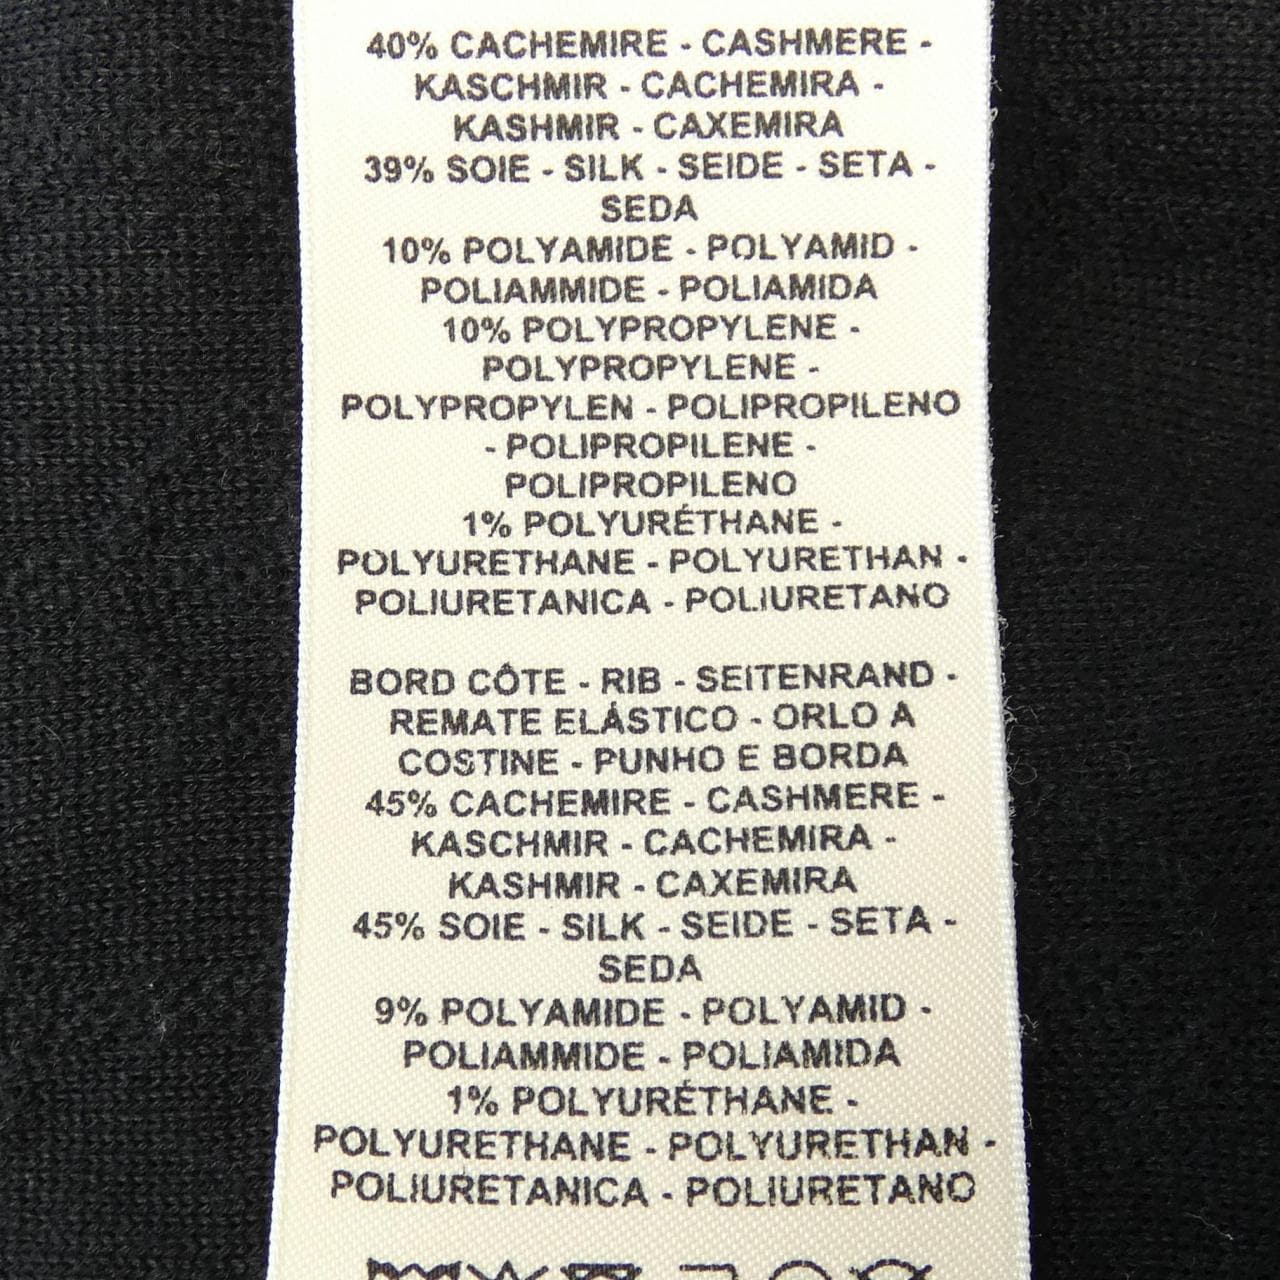 40% CACHEMIRE - CASHMERE -
KASCHMIR - CACHEMIRA -
KASHMIR - CAXEMIRA
39% SOIE - SILK - SEIDE - SETA -
SEDA
10% POLYAMIDE - POLYAMID -
POLIAMMIDE - POLIAMIDA
10% POLYPROPYLENE -
POLYPROPYLENE -
POLYPROPYLEN - POLIPROPILENO
- POLIPROPILENE -
POLIPROPILENO
1% POLYURÉTHANE -
POLYURETHANE - POLYURETHAN -
POLIURETANICA - POLIURETANO
BORD CÔTE - RIB - SEITENRAND -
REMATE ELÁSTICO - ORLO A
COSTINE - PUNHO E BORDA
45% CACHEMIRE - CASHMERE -
KASCHMIR - CACHEMIRA -
KASHMIR - CAXEMIRA
45% SOIE - SILK - SEIDE - SETA -
SEDA
9% POLYAMIDE - POLYAMID -
POLIAMMIDE - POLIAMIDA
1% POLYURÉTHANE -
POLYURETHANE - POLYURETHAN -
POLIURETANICA - POLIURETANO